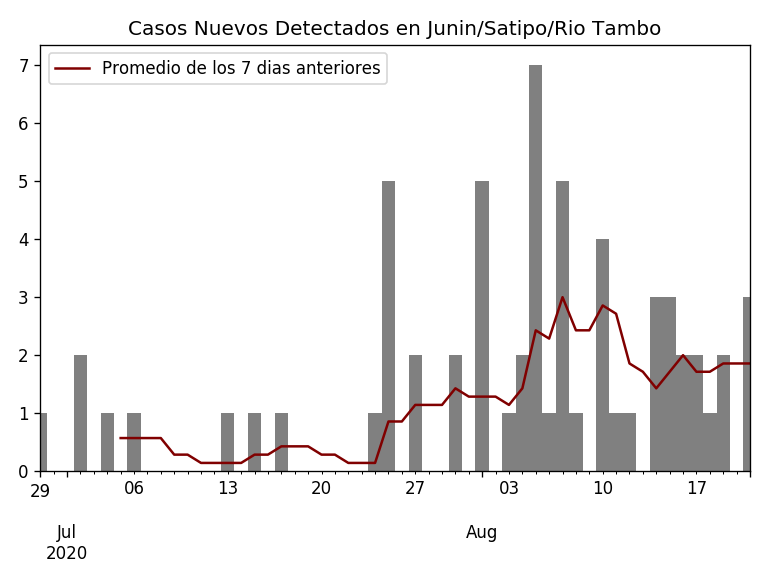 Casos Nuevos Detectados en Junin/Satipo/Rio Tambo
Promedio de los 7 dias anteriores
7
6
5
4
3
2
1
0
29 06 13 20 27 03 10 17
Jul Aug
2020